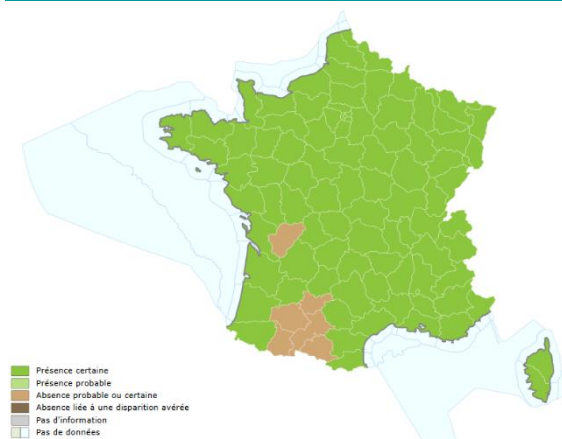 Présence certaine
Présence probable
Absence probable ou certaine
Absence liée à une disparition avérée
Pas d'information
Pas de données